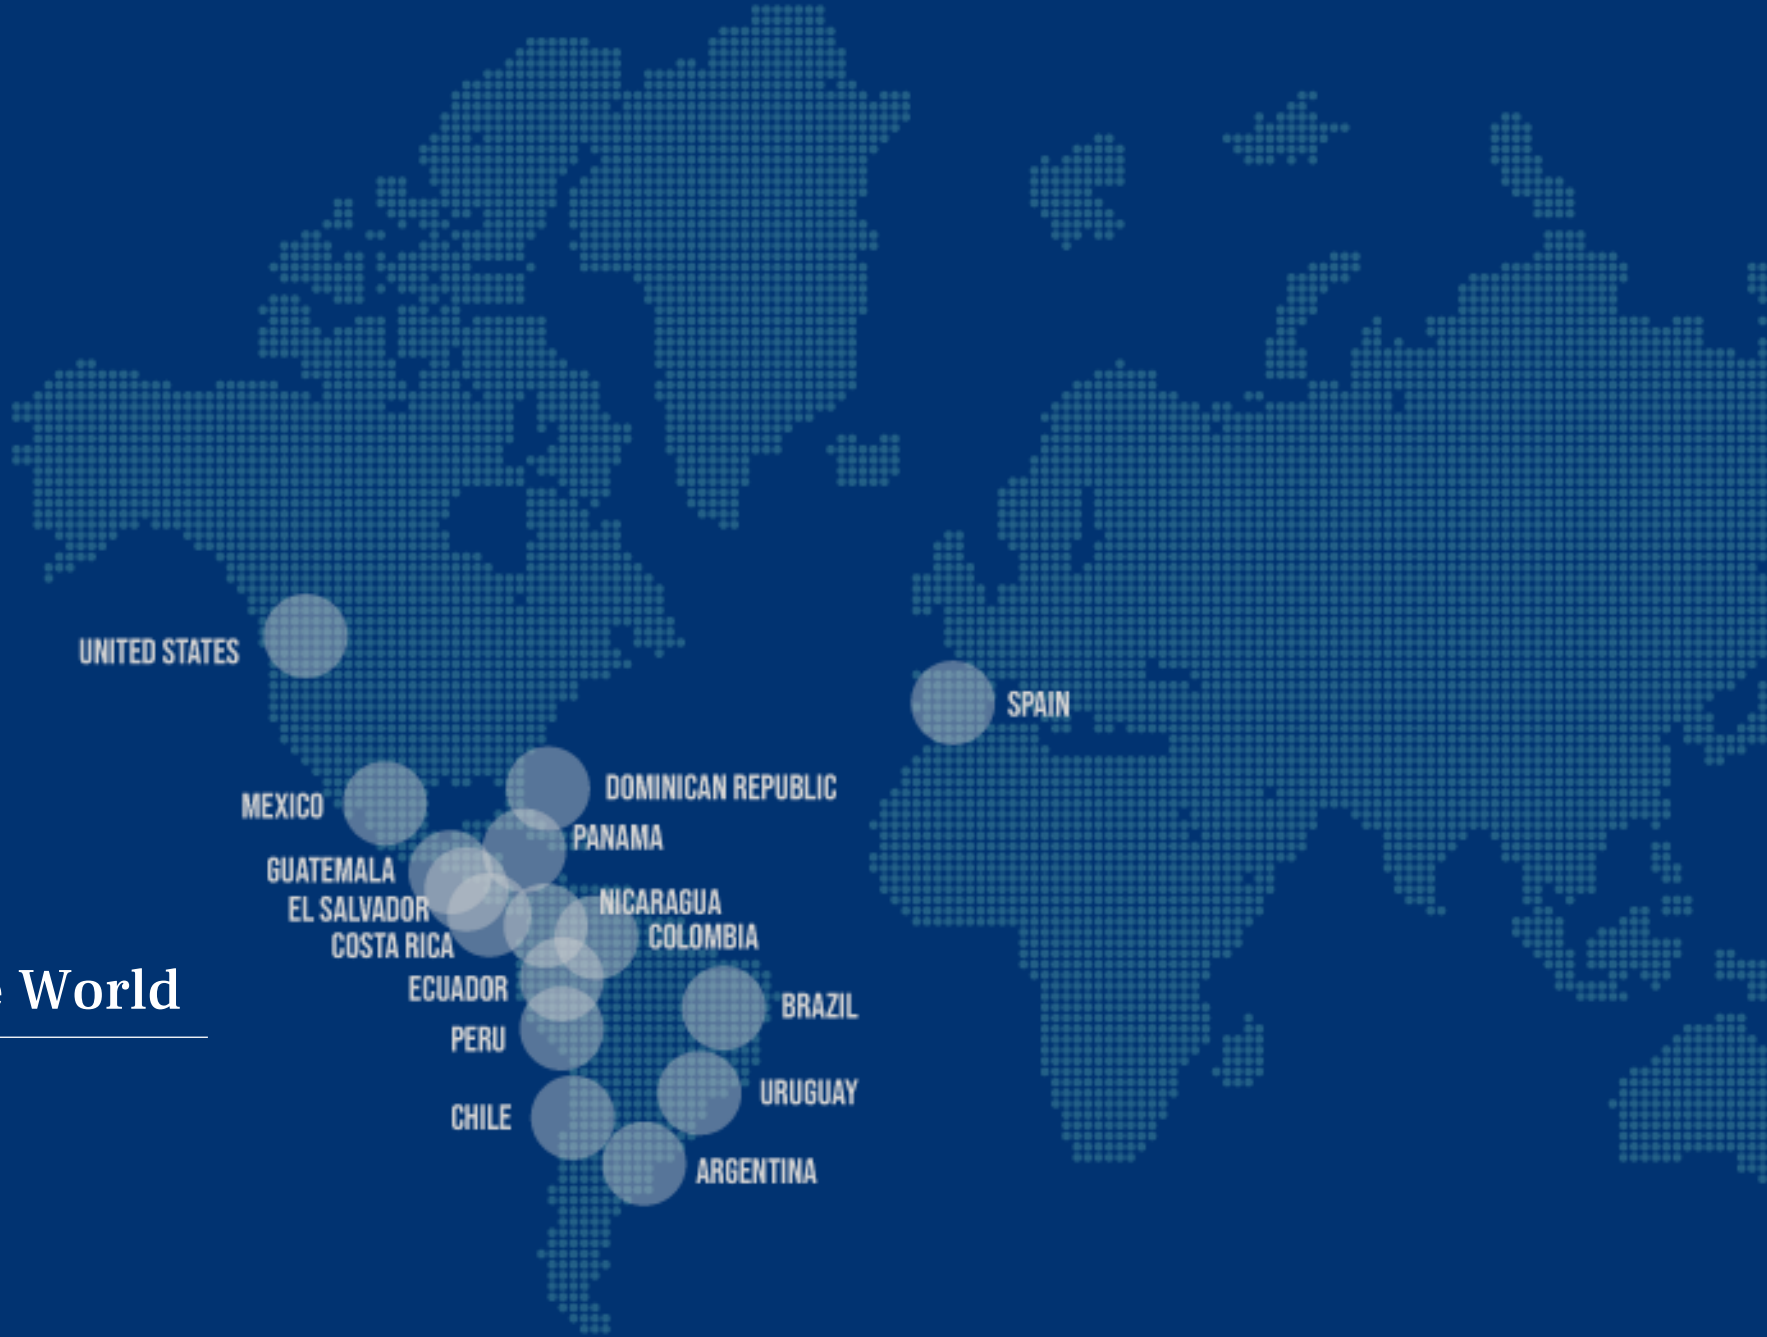 UNITED STATES
SPAIN
DOMINICAN REPUBLIC
MEXICO
PANAMA
GUATEMALA
NICARAGUA
EL SALVADOR
COLOMBIA
COSTA RICA
World
ECUADOR
BRAZIL
PERU
URUGUAY
CHILE
ARGENTINA